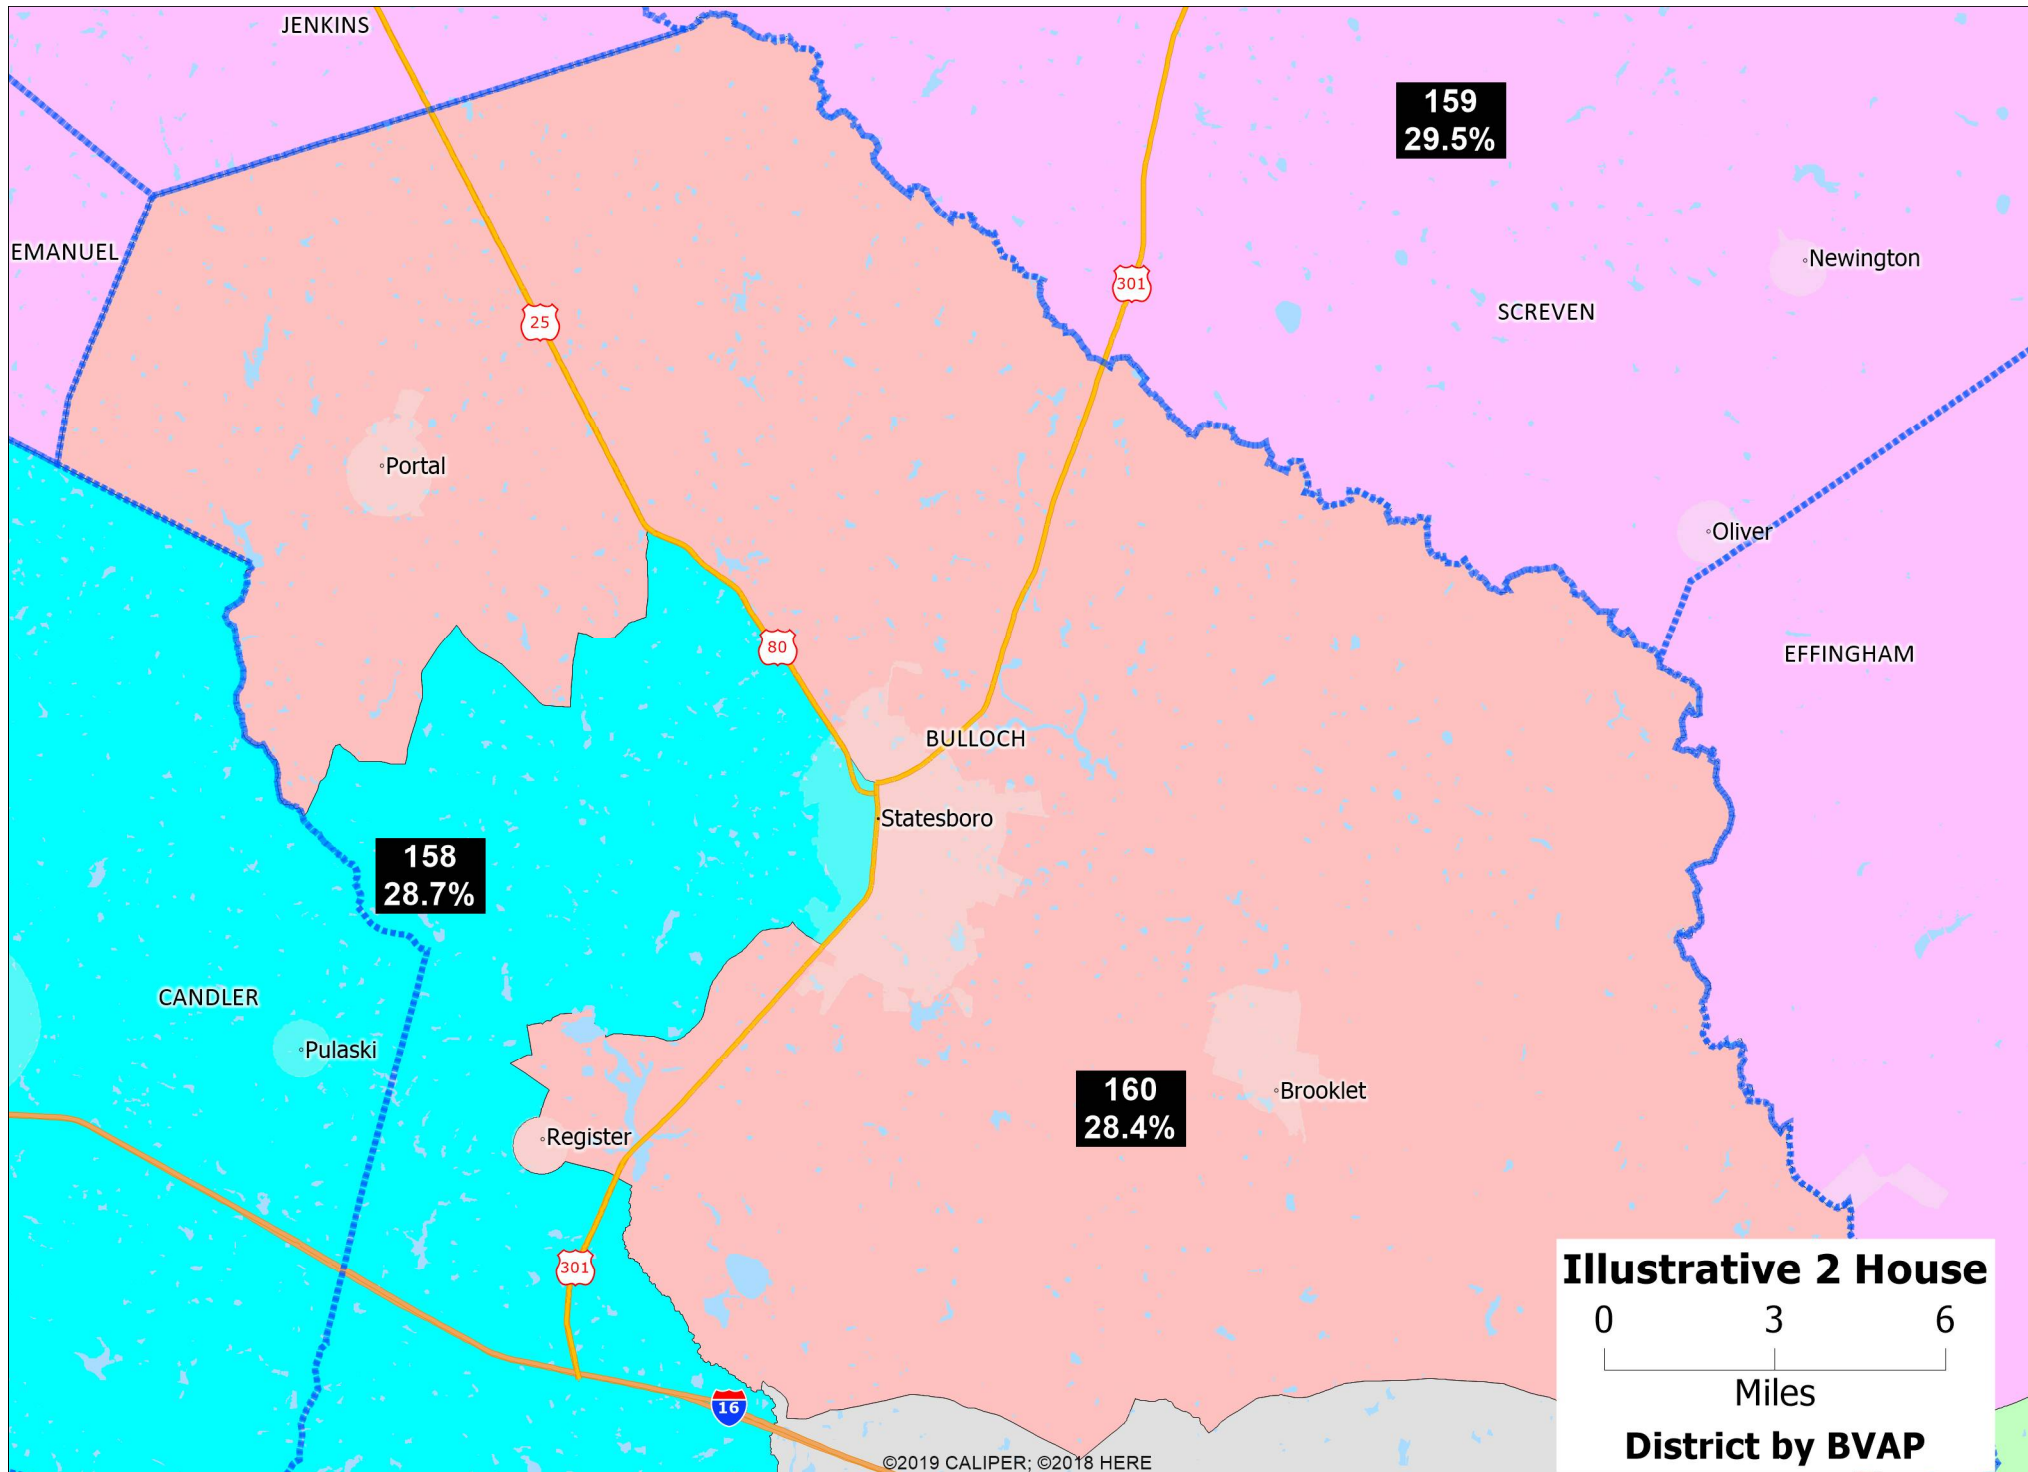 JENKINS
159
29.5%
EMANUEL
Newington
301
SCREVEN
25
Portal
Oliver
80
EFFINGHAM
BULLOCH
Statesboro
158
28.7%
CANDLER
Pulaski
160
28.4%
Brooklet
Register
301
Illustrative 2 House
0 3 6
Miles
16
District by BVAP
©2019 CALIPER; ©2018 HERE